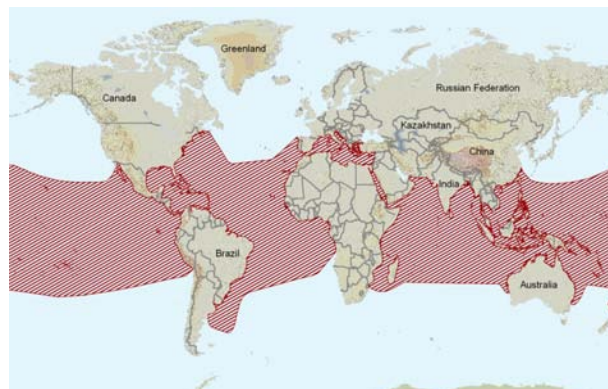 Greenland
Canada
Russian Federation
Kazakhstan
China
India
Brazil
Australia